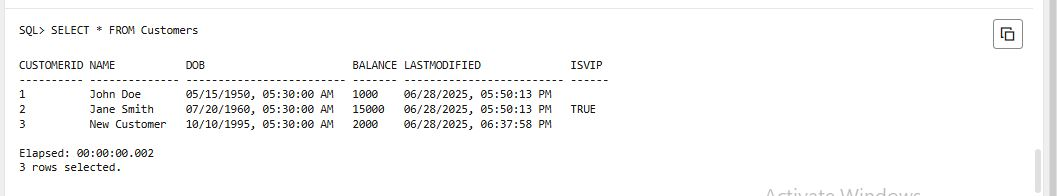 SQL> SELECT * FROM Customers
CUSTOMERID NAME DOB BALANCE LASTMODIFIED ISVIP
---------- ------------ ------------------------- ------- ------------------------- ------
1 John Doe 05/15/1950, 05:30:00 AM 1000 06/28/2025, 05:50:13 PM
2 Jane Smith 07/20/1960, 05:30:00 AM 15000 06/28/2025, 05:50:13 PM TRUE
3 New Customer 10/10/1995, 05:30:00 AM 2000 06/28/2025, 06:37:58 PM
Elapsed: 00:00:00.002
3 rows selected.
Activate Windows